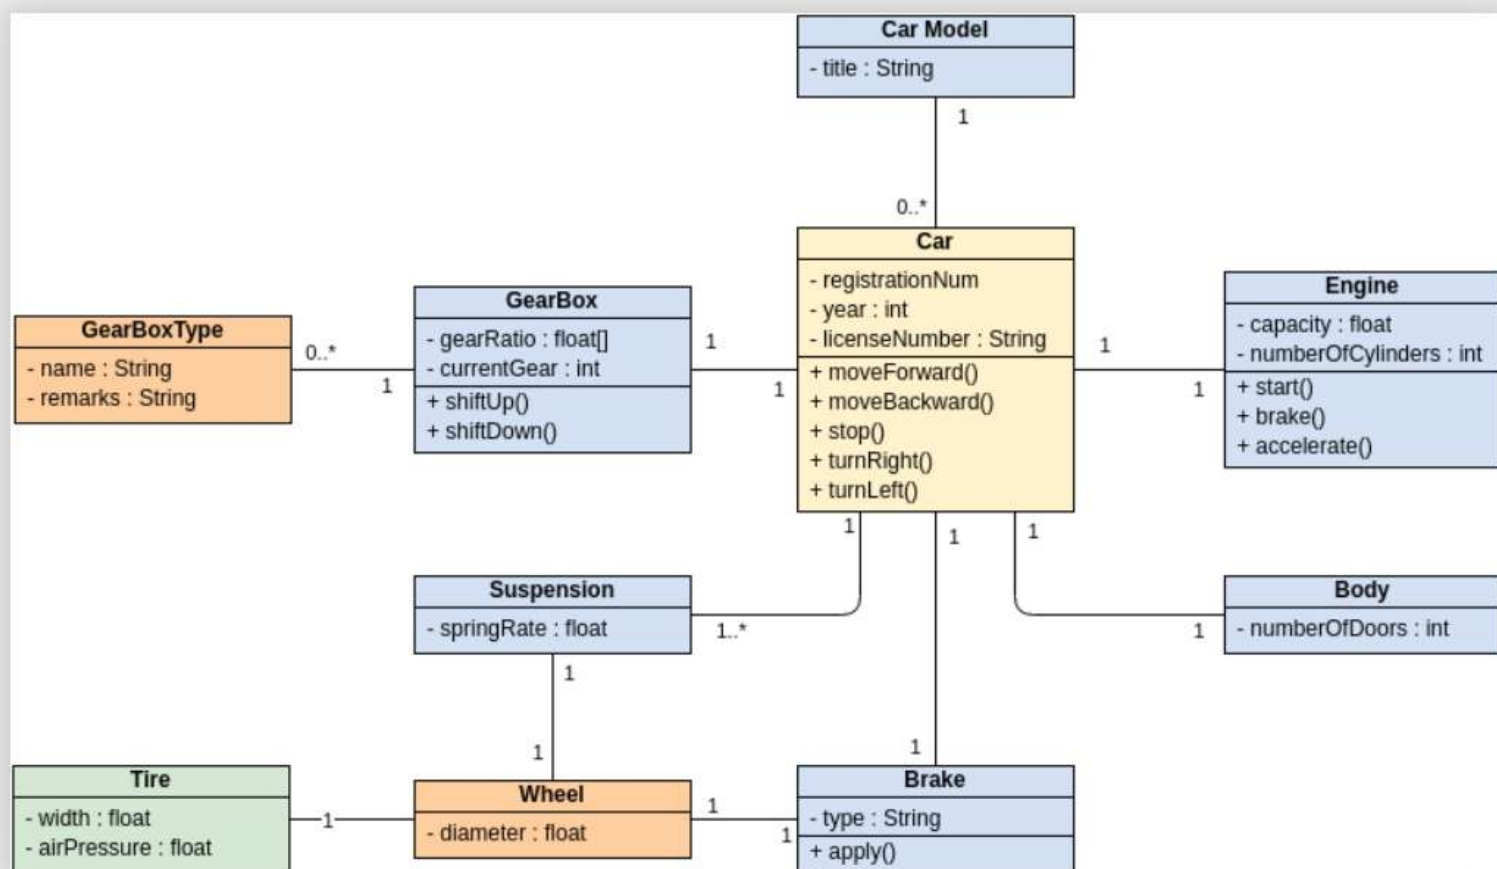 Car Model
- title : String
1
0..*
Car
- registrationNum
- year : int
- licenseNumber : String
+ moveForward()
+ moveBackward()
+ stop()
+ turnRight()
+ turnLeft()
GearBoxType
- name : String
- remarks : String
0..*
1
GearBox
- gearRatio : float[]
- currentGear : int
+ shiftUp()
+ shiftDown()
1
1
1
1
Engine
- capacity : float
- numberOfCylinders : int
+ start()
+ brake()
+ accelerate()
1
1
1
Suspension
- springRate : float
1..*
1
Body
- numberOfDoors : int
1
1
1
Tire
- width : float
- airPressure : float
1
Wheel
- diameter : float
1
1
Brake
- type : String
+ apply()